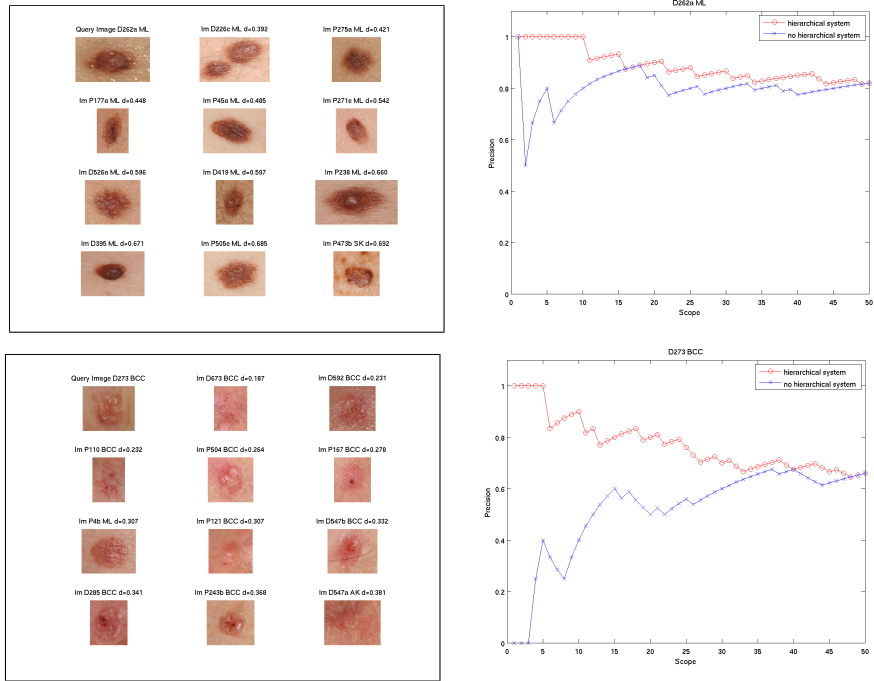 Query Image D262a ML
Im D226c ML d=0.392
Im P275a ML d=0.421
Im P177a ML d=0.448
Im P45a ML d=0.485
Im P271e ML d=0.542
Im D526a ML d=0.596
Im D419 ML d=0.597
Im P238 ML d=0.660
Im D395 ML d=0.671
Im P505e ML d=0.685
Im P473b SK d=0.692
D262a ML
hierarchical system
no hierarchical system
1
0.8
0.6
0.4
0.2
0
Precision
0 5 10 15 20 25 30 35 40 45 50
Scope
Query Image D273 BCC
Im D673 BCC d=0.187
Im D592 BCC d=0.231
Im P110 BCC d=0.232
Im P504 BCC d=0.264
Im P167 BCC d=0.278
Im P4b ML d=0.307
Im P121 BCC d=0.307
Im D547b BCC d=0.332
Im D285 BCC d=0.341
Im P243b BCC d=0.368
Im D547a AK d=0.381
D273 BCC
hierarchical system
no hierarchical system
1
0.8
0.6
0.4
0.2
0
Precision
0 1 5 10 15 20 25 30 35 40 45 50
Scope